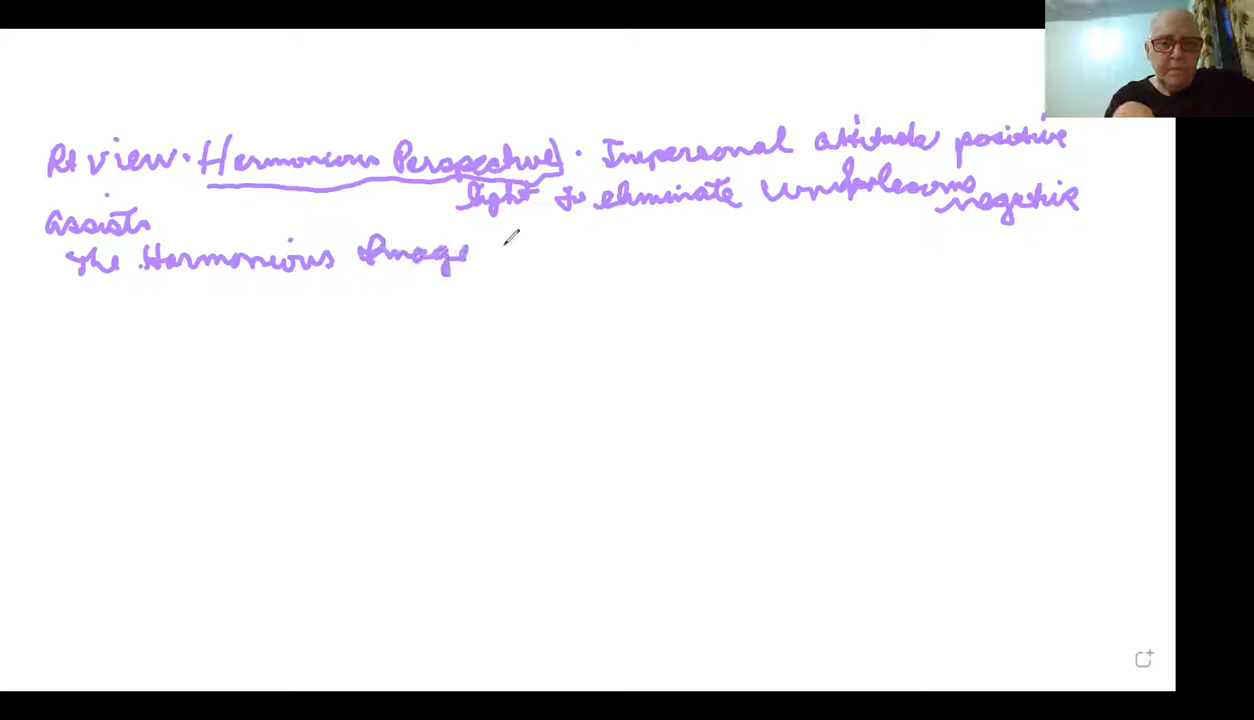 Review. Harmonious Perspective]. Impersonal attitude positive
light to eliminate unwholesome negative
assists
The Harmonious Image